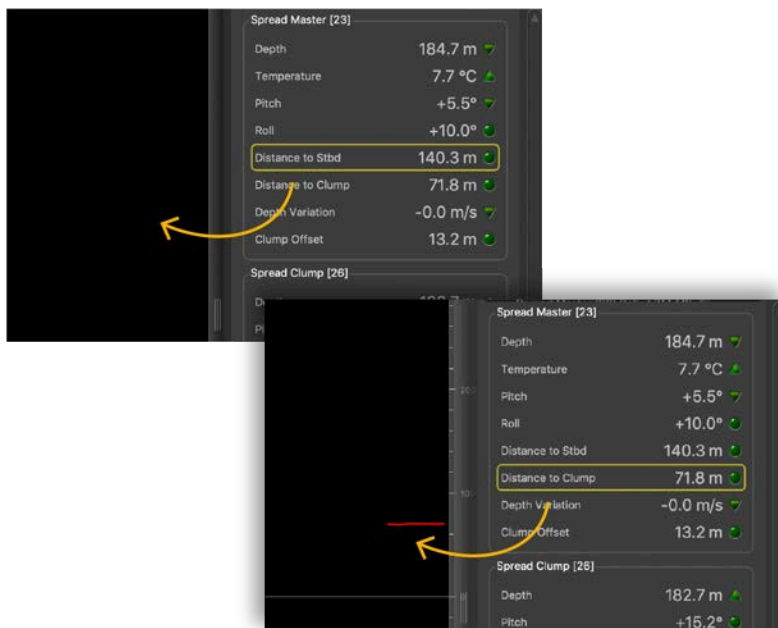 Spread Master [23]
Depth 184.7 m
Temperature 7.7 °C
Pitch +5.5°
Roll +10.0°
Distance to Stbd 140.3 m
Distance to Clump 71.8 m
Depth Variation -0.0 m/s
Clump Offset 13.2 m
Spread Clump [26]
Spread Master [23]
Depth 184.7 m
Temperature 7.7 °C
Pitch +5.5°
Roll +10.0°
Distance to Stbd 140.3 m
Distance to Clump 71.8 m
Depth Variation -0.0 m/s
Clump Offset 13.2 m
Spread Clump [26]
Depth 182.7 m
Pitch +15.2°